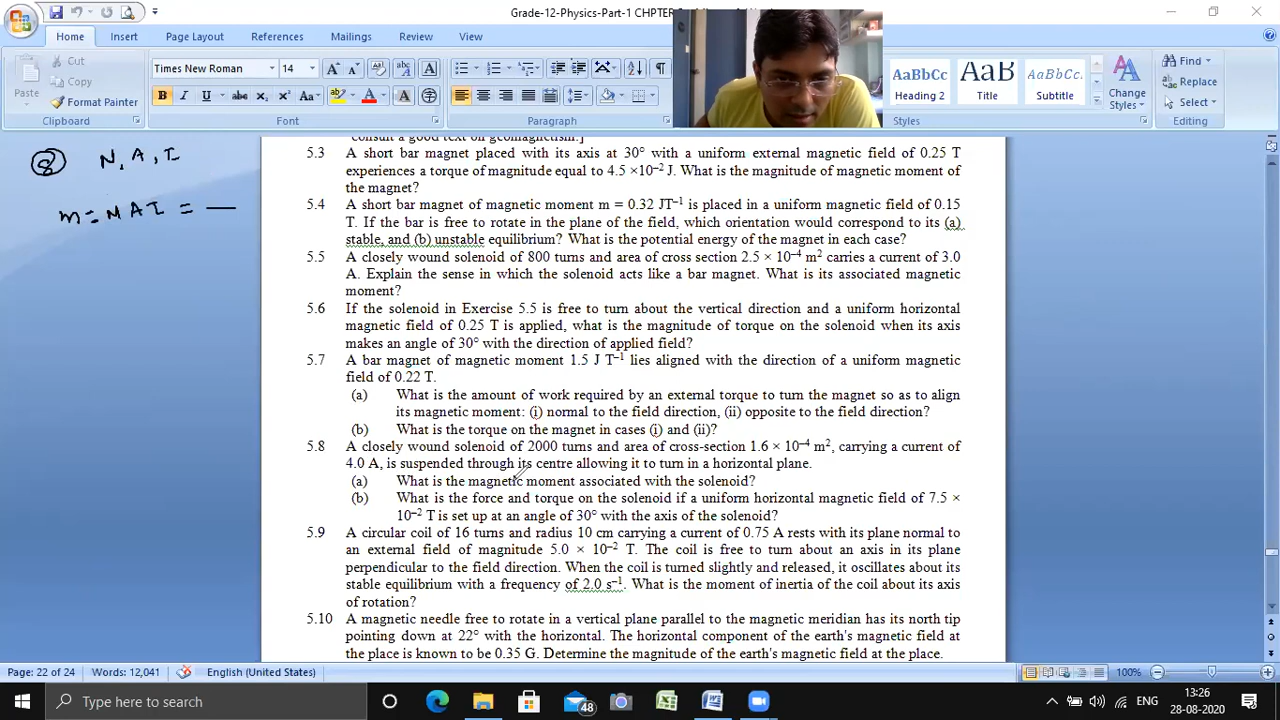 Grade-12-Physics-Part-1 CHPTER
Home Insert Page Layout References Mailings Review View
Cut
Copy
Format Painter
Paste
Times New Roman 14
B I U abe x₂ x² Aa
AaBbCc AaB AaBbCc
Heading 2 Title Subtitle
Change Styles
Find
Replace
Select
Clipboard Font Paragraph Styles Editing
8 N, A, I
m = NAI = —
consult a good text on geomagnetism.]
5.3 A short bar magnet placed with its axis at 30° with a uniform external magnetic field of 0.25 T
experiences a torque of magnitude equal to 4.5 ×10–2 J. What is the magnitude of magnetic moment of
the magnet?
5.4 A short bar magnet of magnetic moment m = 0.32 JT–1 is placed in a uniform magnetic field of 0.15
T. If the bar is free to rotate in the plane of the field, which orientation would correspond to its (a)
stable, and (b) unstable equilibrium? What is the potential energy of the magnet in each case?
5.5 A closely wound solenoid of 800 turns and area of cross section 2.5 × 10–4 m2 carries a current of 3.0
A. Explain the sense in which the solenoid acts like a bar magnet. What is its associated magnetic
moment?
5.6 If the solenoid in Exercise 5.5 is free to turn about the vertical direction and a uniform horizontal
magnetic field of 0.25 T is applied, what is the magnitude of torque on the solenoid when its axis
makes an angle of 30° with the direction of applied field?
5.7 A bar magnet of magnetic moment 1.5 J T–1 lies aligned with the direction of a uniform magnetic
field of 0.22 T.
(a) What is the amount of work required by an external torque to turn the magnet so as to align
its magnetic moment: (i) normal to the field direction, (ii) opposite to the field direction?
(b) What is the torque on the magnet in cases (i) and (ii)?
5.8 A closely wound solenoid of 2000 turns and area of cross-section 1.6 × 10–4 m2, carrying a current of
4.0 A, is suspended through its centre allowing it to turn in a horizontal plane.
(a) What is the magnetic moment associated with the solenoid?
(b) What is the force and torque on the solenoid if a uniform horizontal magnetic field of 7.5 ×
10–2 T is set up at an angle of 30° with the axis of the solenoid?
5.9 A circular coil of 16 turns and radius 10 cm carrying a current of 0.75 A rests with its plane normal to
an external field of magnitude 5.0 × 10–2 T. The coil is free to turn about an axis in its plane
perpendicular to the field direction. When the coil is turned slightly and released, it oscillates about its
stable equilibrium with a frequency of 2.0 s–1. What is the moment of inertia of the coil about its axis
of rotation?
5.10 A magnetic needle free to rotate in a vertical plane parallel to the magnetic meridian has its north tip
pointing down at 22° with the horizontal. The horizontal component of the earth's magnetic field at
the place is known to be 0.35 G. Determine the magnitude of the earth's magnetic field at the place.
Page: 22 of 24 Words: 12,041 English (United States) 100%
Type here to search 48 ENG 13:26
28-08-2020